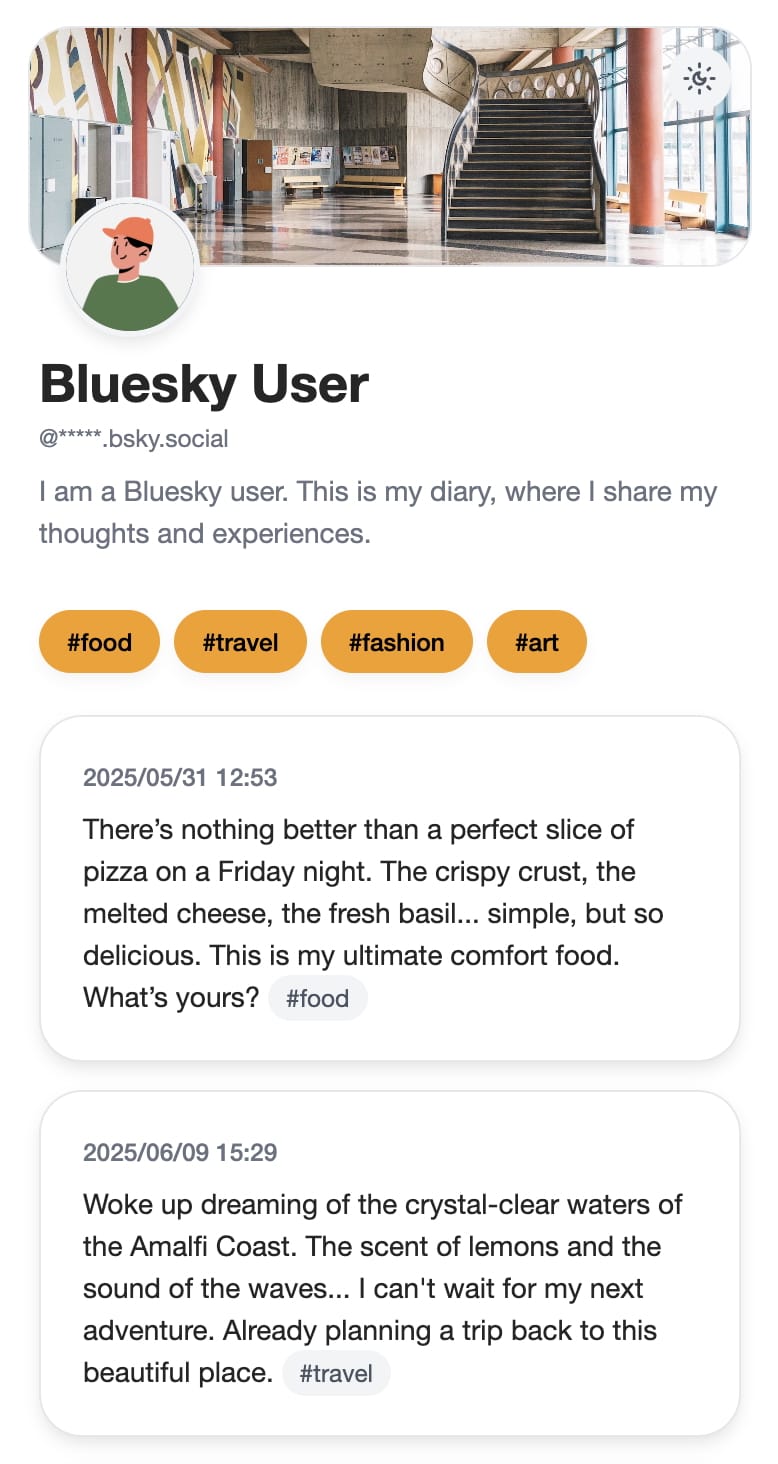 Bluesky User
@*****.bsky.social
I am a Bluesky user. This is my diary, where I share my
thoughts and experiences.
#food #travel #fashion #art
2025/05/31 12:53
There’s nothing better than a perfect slice of
pizza on a Friday night. The crispy crust, the
melted cheese, the fresh basil... simple, but so
delicious. This is my ultimate comfort food.
What’s yours? #food
2025/06/09 15:29
Woke up dreaming of the crystal-clear waters of
the Amalfi Coast. The scent of lemons and the
sound of the waves... I can't wait for my next
adventure. Already planning a trip back to this
beautiful place. #travel